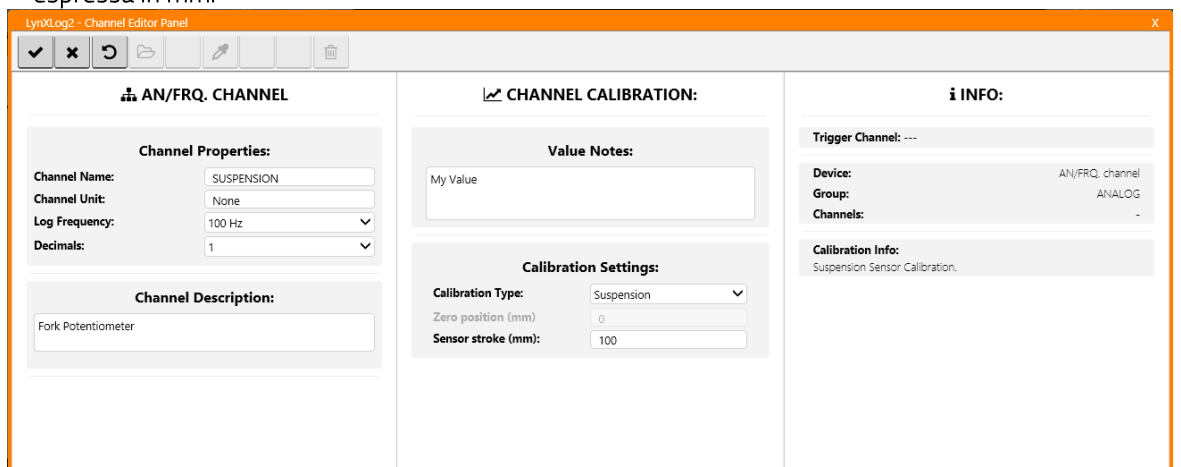 espressa in mm.
LynXLog2 - Channel Editor Panel X
AN/FRQ. CHANNEL
Channel Properties:
Channel Name: SUSPENSION
Channel Unit: None
Log Frequency: 100 Hz
Decimals: 1
Channel Description:
Fork Potentiometer
CHANNEL CALIBRATION:
Value Notes:
My Value
Calibration Settings:
Calibration Type: Suspension
Zero position (mm) 0
Sensor stroke (mm): 100
INFO:
Trigger Channel: ---
Device: AN/FRQ. channel
Group: ANALOG
Channels: -
Calibration Info:
Suspension Sensor Calibration.